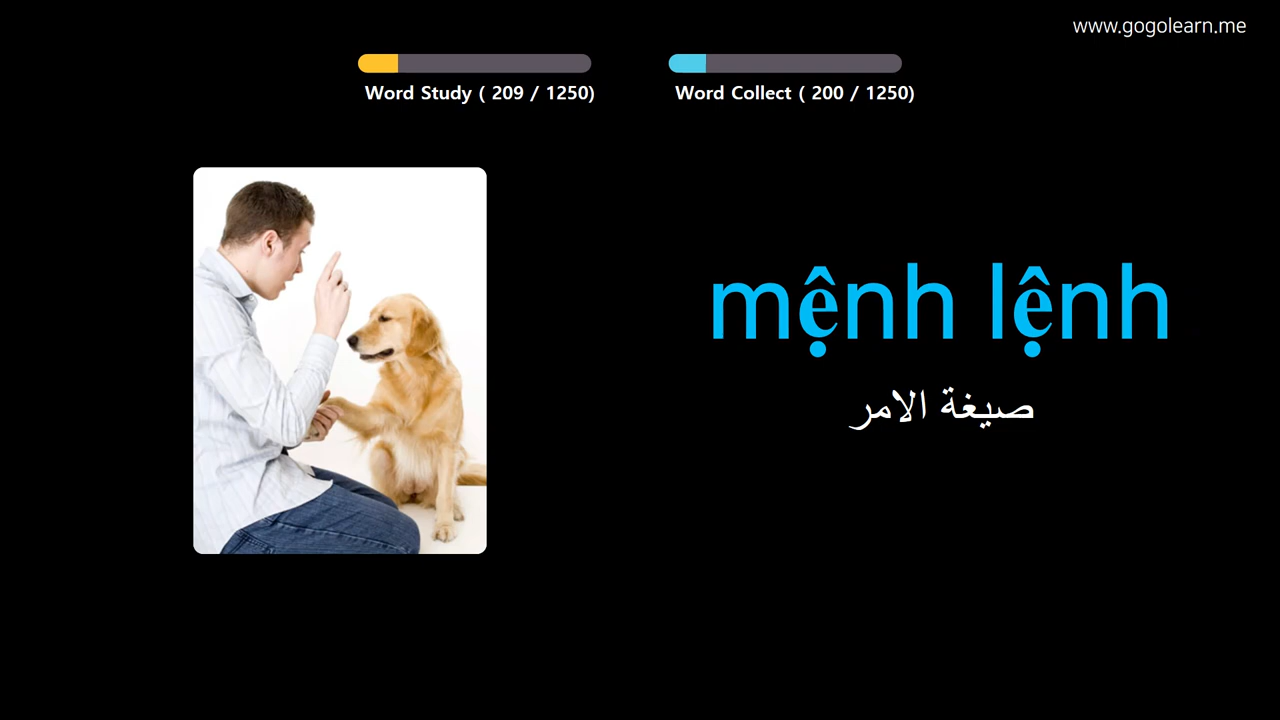 www.gogolearn.me
Word Study ( 209 / 1250)
Word Collect ( 200 / 1250)
mệnh lệnh
صيغة الامر